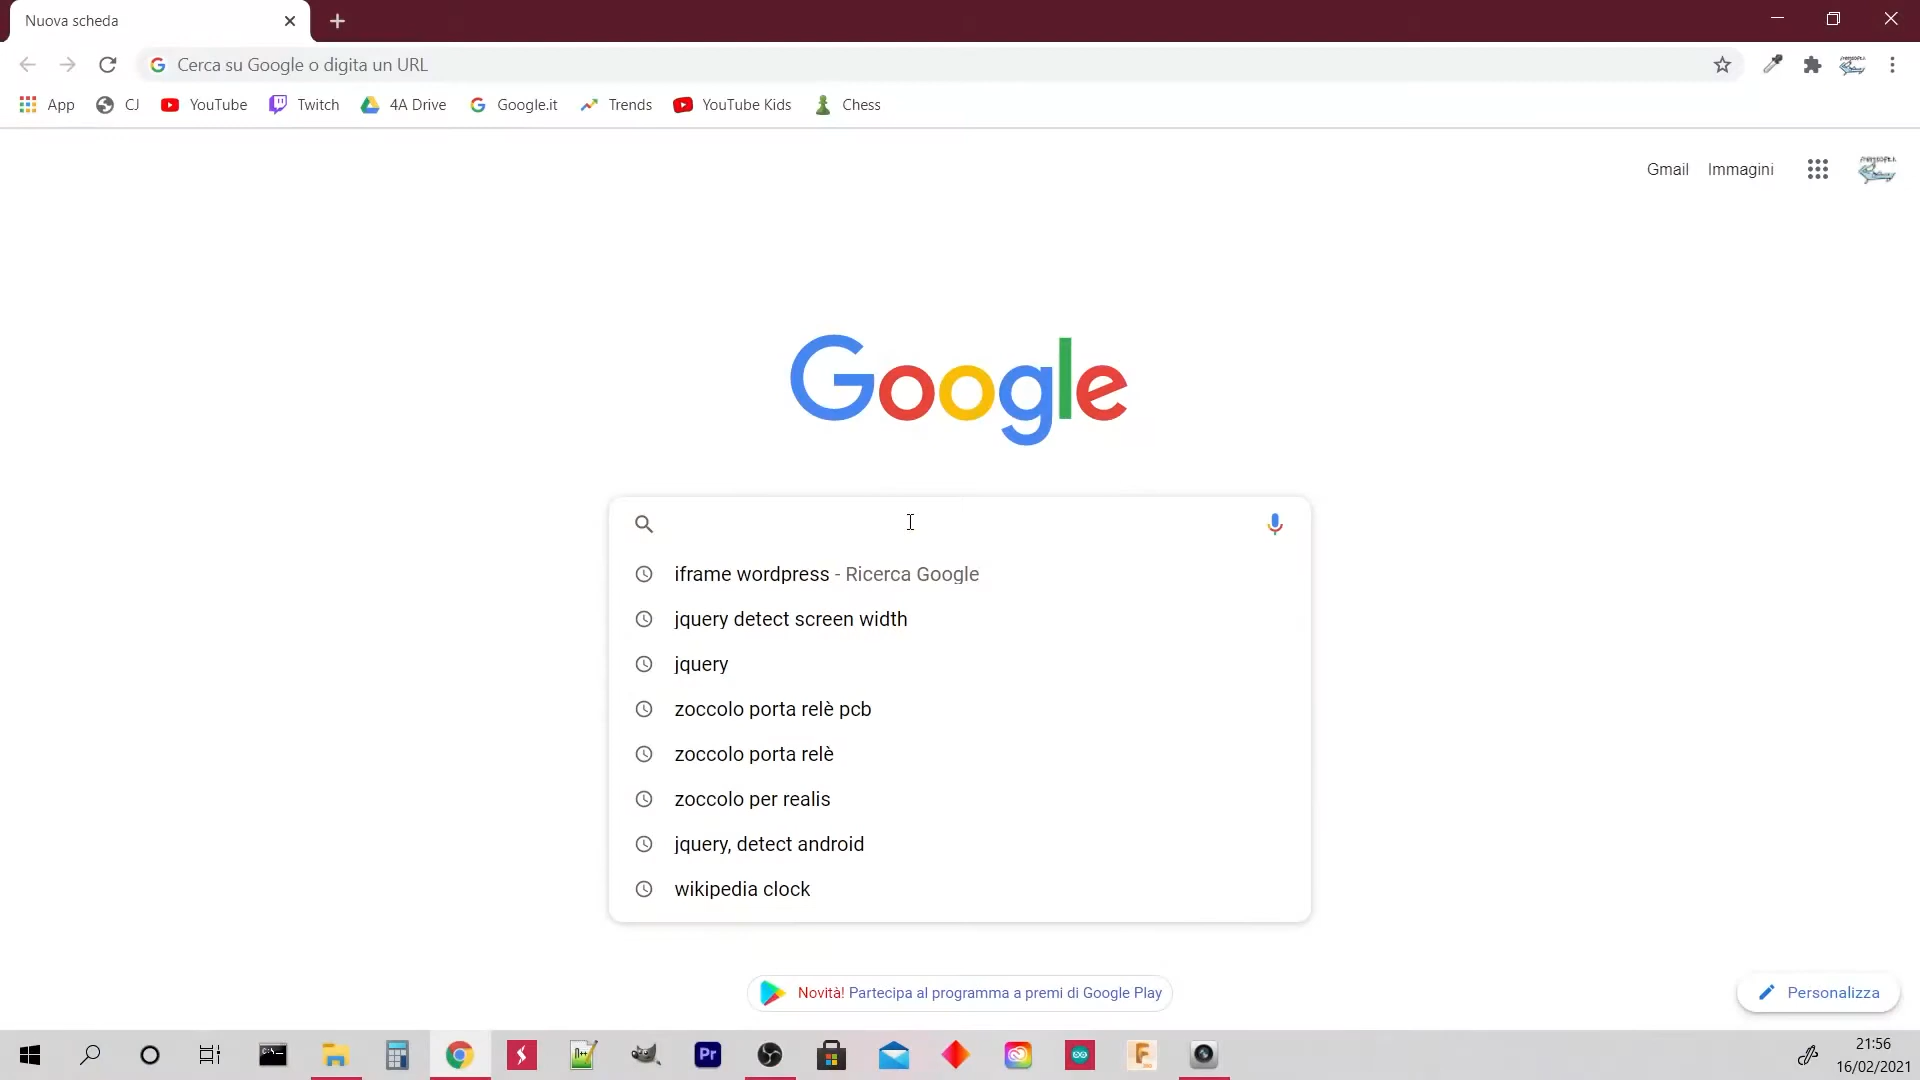 Nuova scheda
Cerca su Google o digita un URL
App CJ YouTube Twitch 4A Drive Google.it Trends YouTube Kids Chess
Gmail Immagini
Google
iframe wordpress - Ricerca Google
jquery detect screen width
jquery
zoccolo porta relè pcb
zoccolo porta relè
zoccolo per realis
jquery, detect android
wikipedia clock
Novità! Partecipa al programma a premi di Google Play
Personalizza
Pr
21:56
16/02/2021